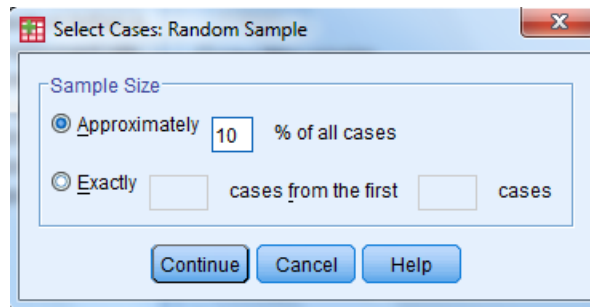 Select Cases: Random Sample
Sample Size
Approximately 10 % of all cases
Exactly cases from the first cases
Continue Cancel Help